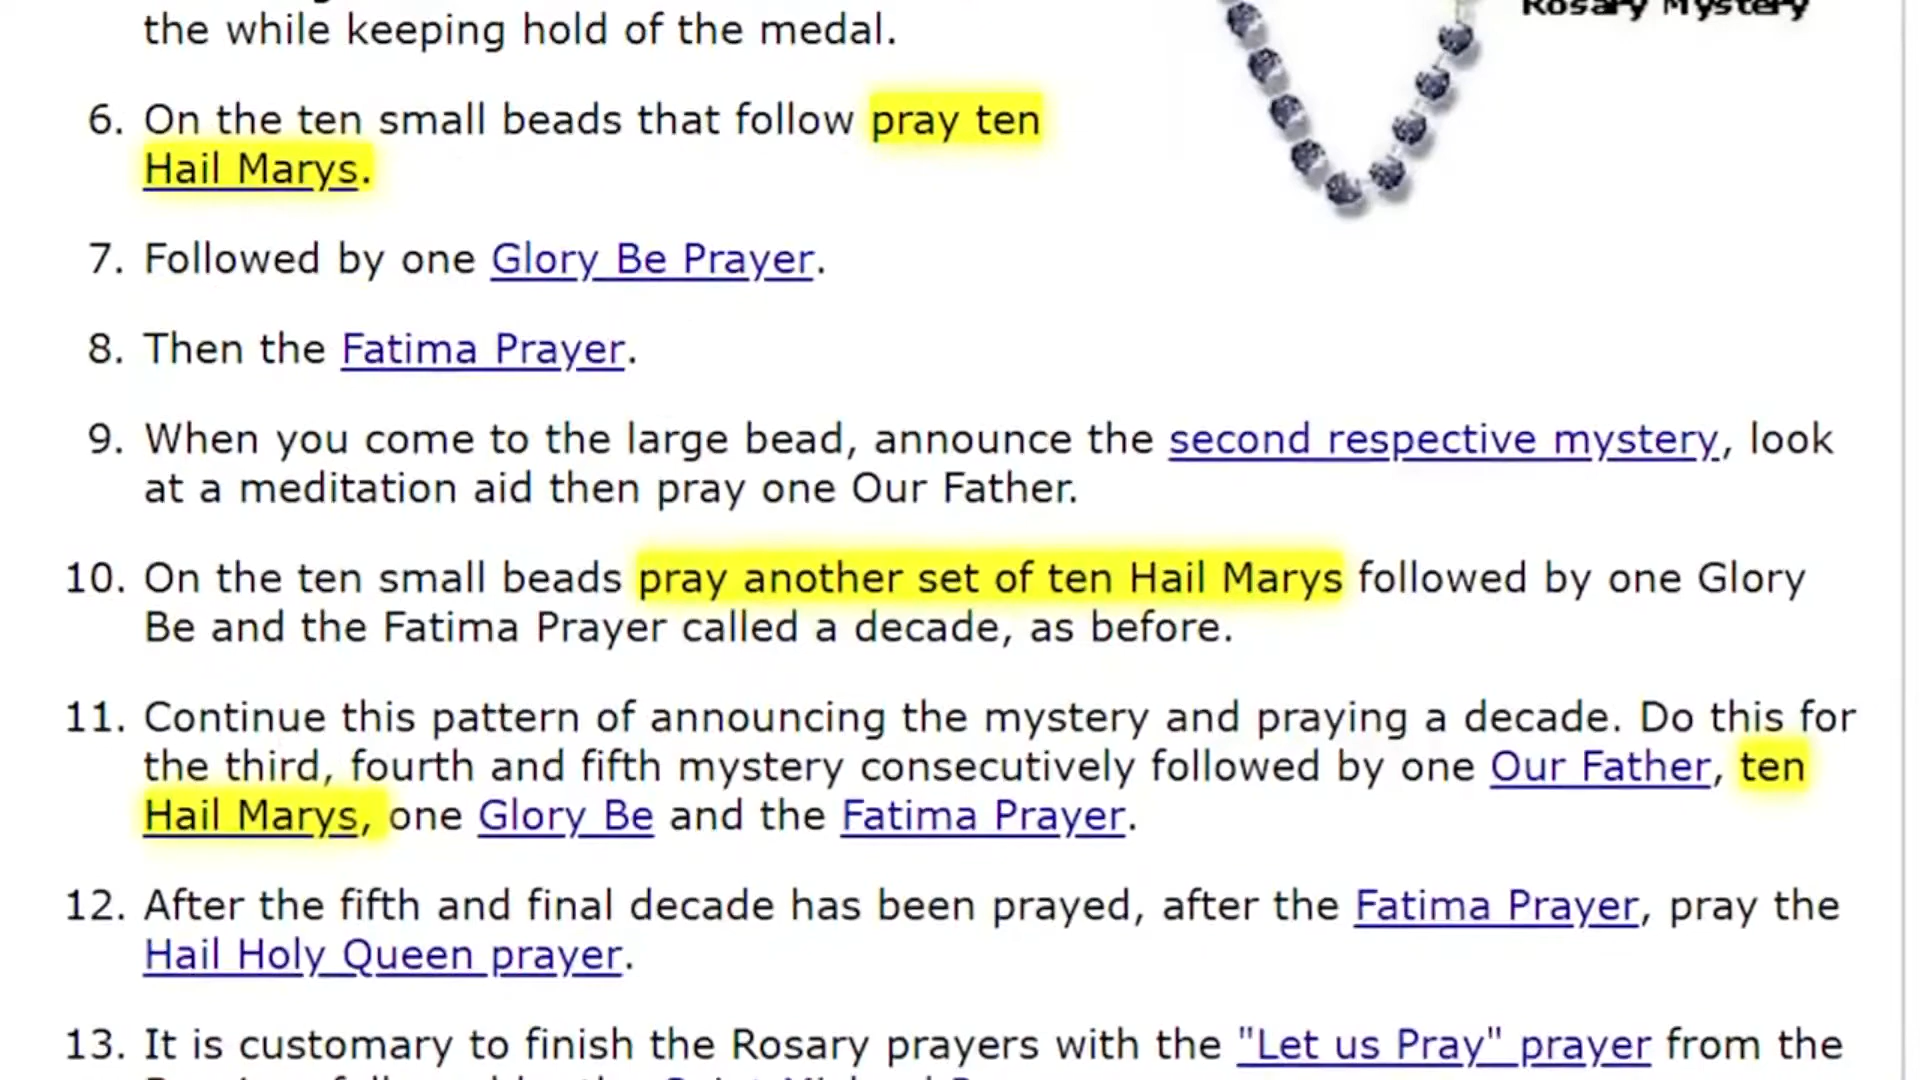 the while keeping hold of the medal.
Rosary Mystery
6. On the ten small beads that follow pray ten
Hail Marys.
7. Followed by one Glory Be Prayer.
8. Then the Fatima Prayer.
9. When you come to the large bead, announce the second respective mystery, look
at a meditation aid then pray one Our Father.
10. On the ten small beads pray another set of ten Hail Marys followed by one Glory
Be and the Fatima Prayer called a decade, as before.
11. Continue this pattern of announcing the mystery and praying a decade. Do this for
the third, fourth and fifth mystery consecutively followed by one Our Father, ten
Hail Marys, one Glory Be and the Fatima Prayer.
12. After the fifth and final decade has been prayed, after the Fatima Prayer, pray the
Hail Holy Queen prayer.
13. It is customary to finish the Rosary prayers with the "Let us Pray" prayer from the